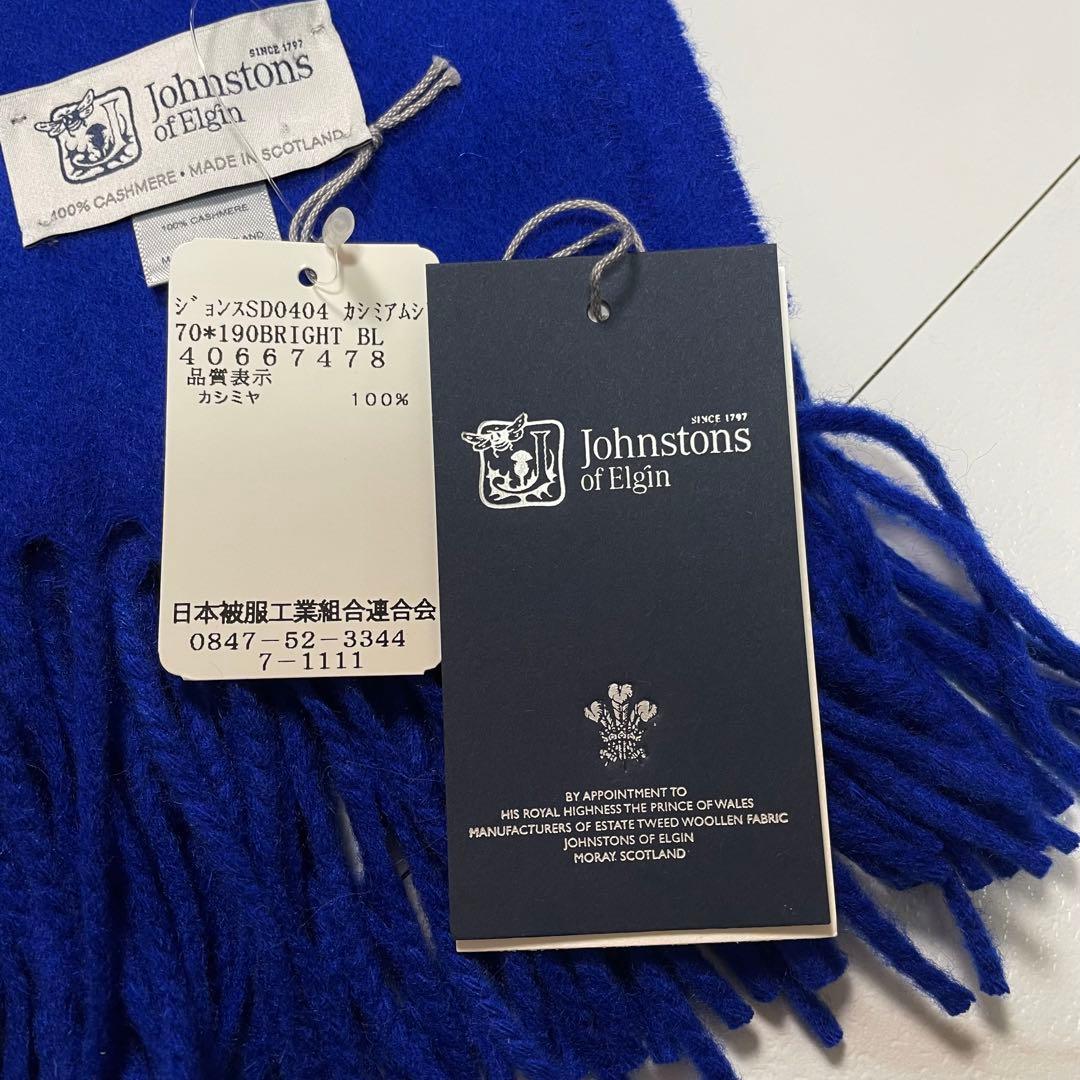 SINCE 1797
Johnstons
of Elgin
100% CASHMERE • MADE IN SCOTLAND
100% CASHMERE
ジョンスSD0404 カシミアムシ
70*190BRIGHT BL
40667478
品質表示
カシミヤ 100%
日本被服工業組合連合会
0847-52-3344
7-1111
SINCE 1797
Johnstons
of Elgin
BY APPOINTMENT TO
HIS ROYAL HIGHNESS THE PRINCE OF WALES
MANUFACTURERS OF ESTATE TWEED WOOLLEN FABRIC
JOHNSTONS OF ELGIN
MORAY. SCOTLAND